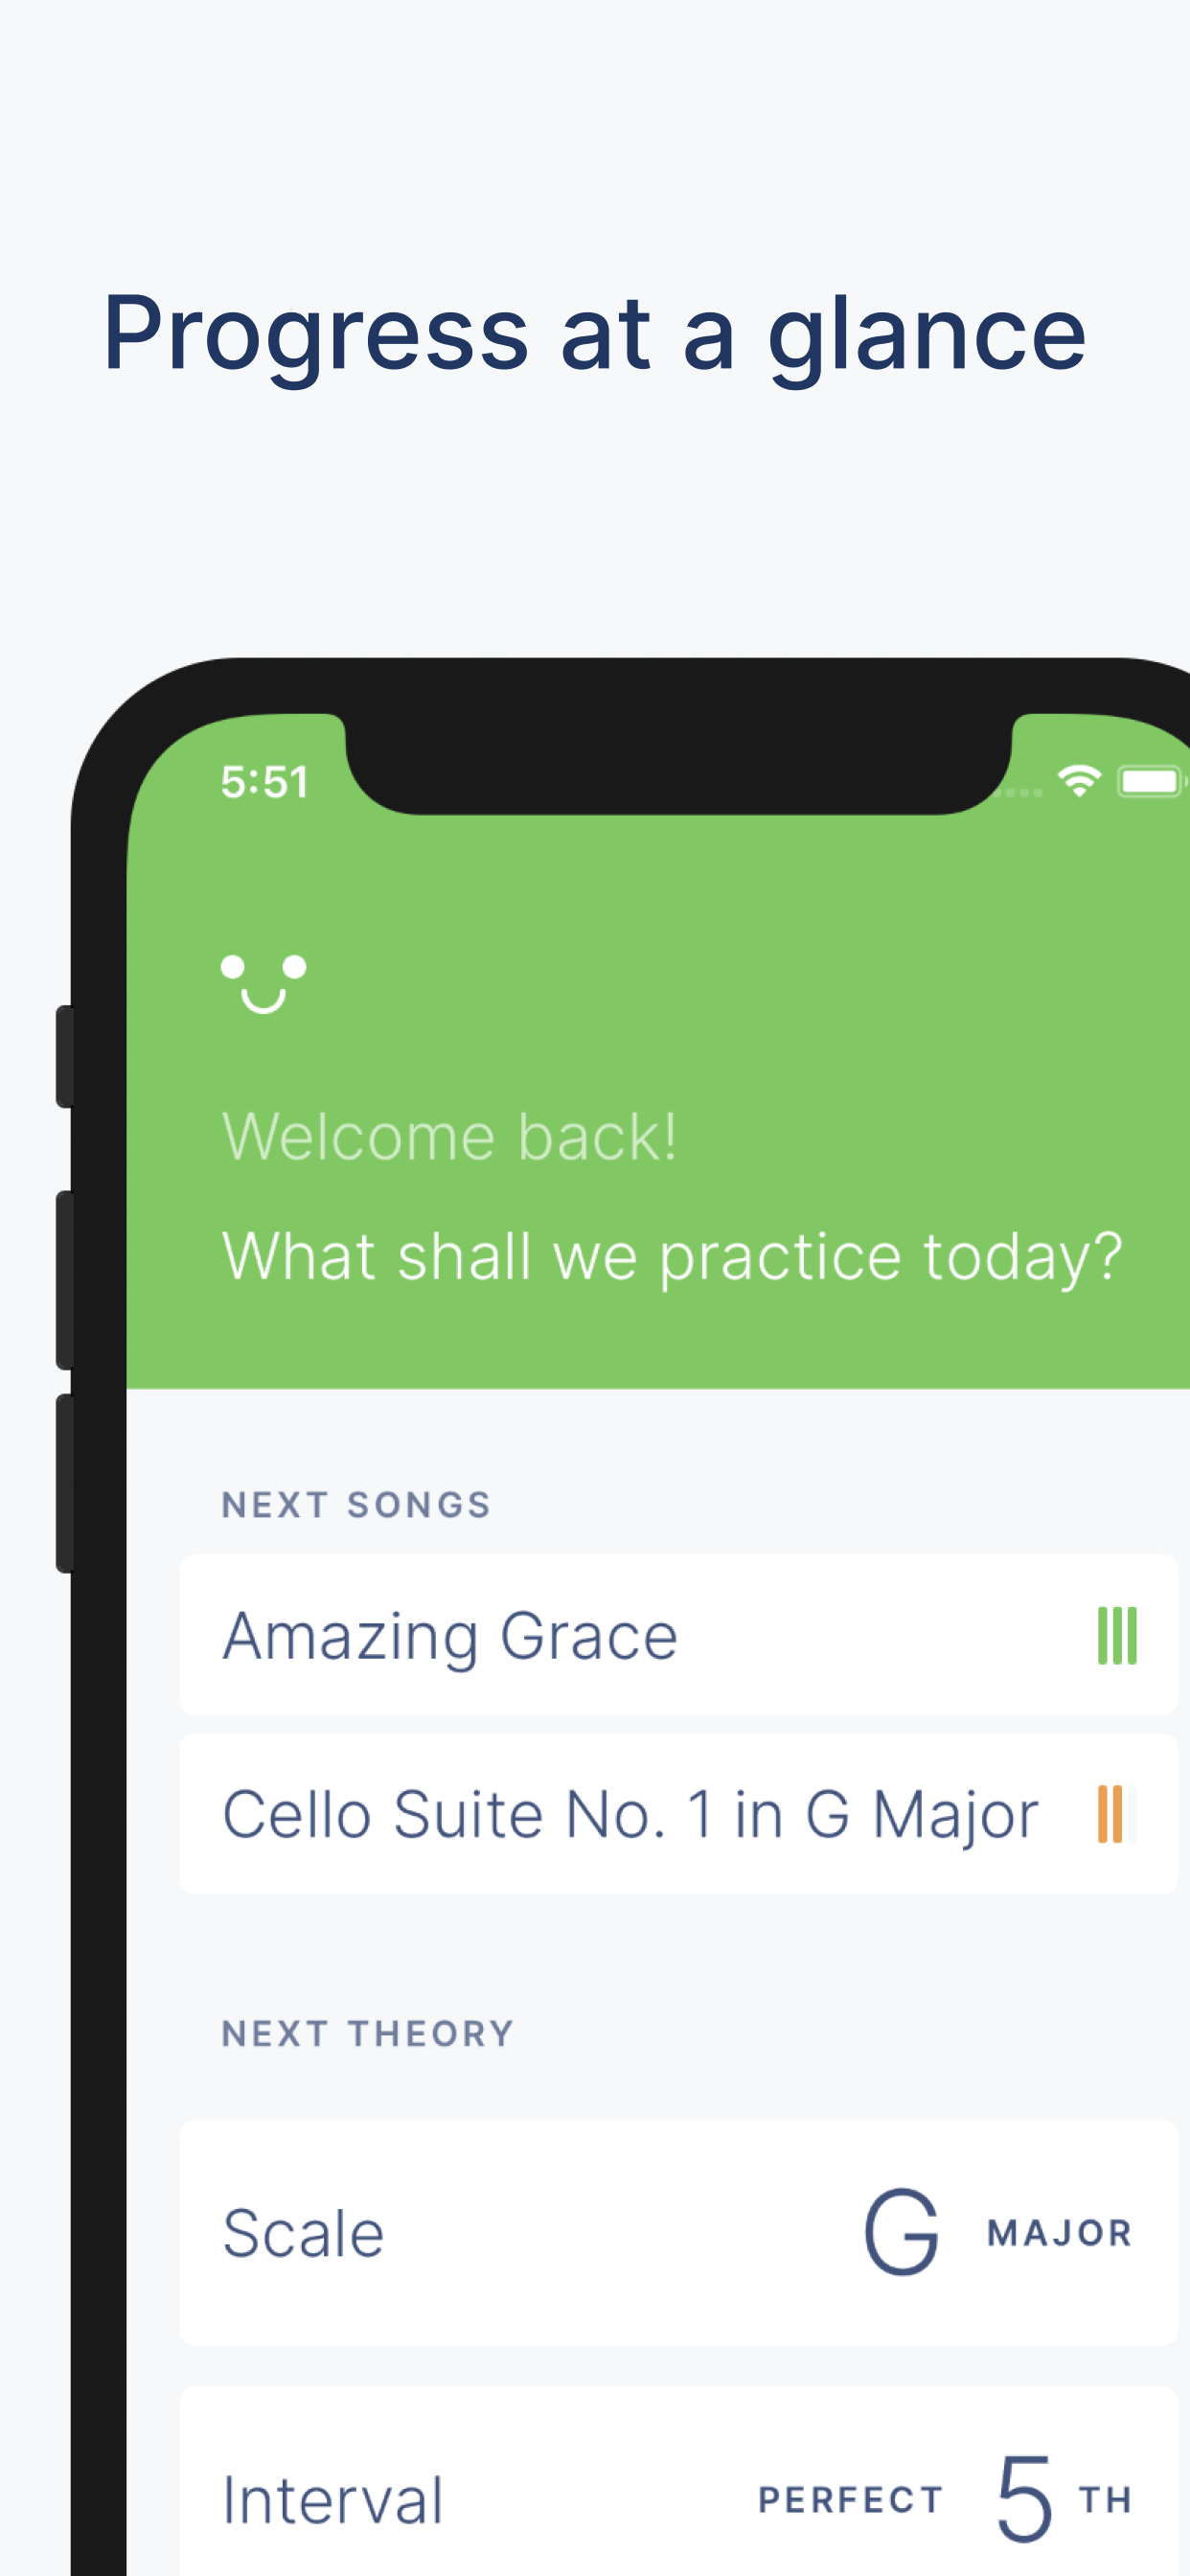 Progress at a glance
5:51
Welcome back!
What shall we practice today?
NEXT SONGS
Amazing Grace
Cello Suite No. 1 in G Major
NEXT THEORY
Scale G MAJOR
Interval PERFECT 5 TH